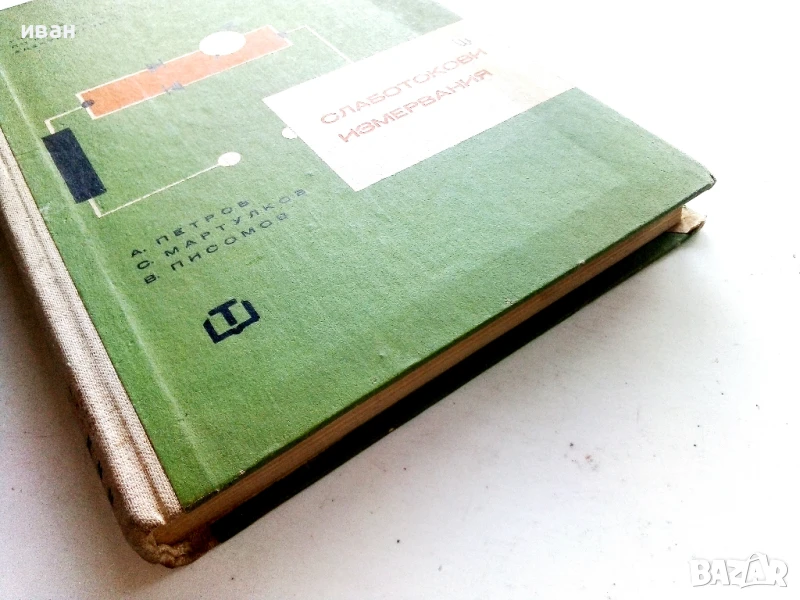 иван
СЛАБОТОКОВИ
ИЗМЕРВАНИЯ
А. ПЕТРОВ
С. МАРТУЛКОВ
В. ПИСОМОВ
Т
BAZAR